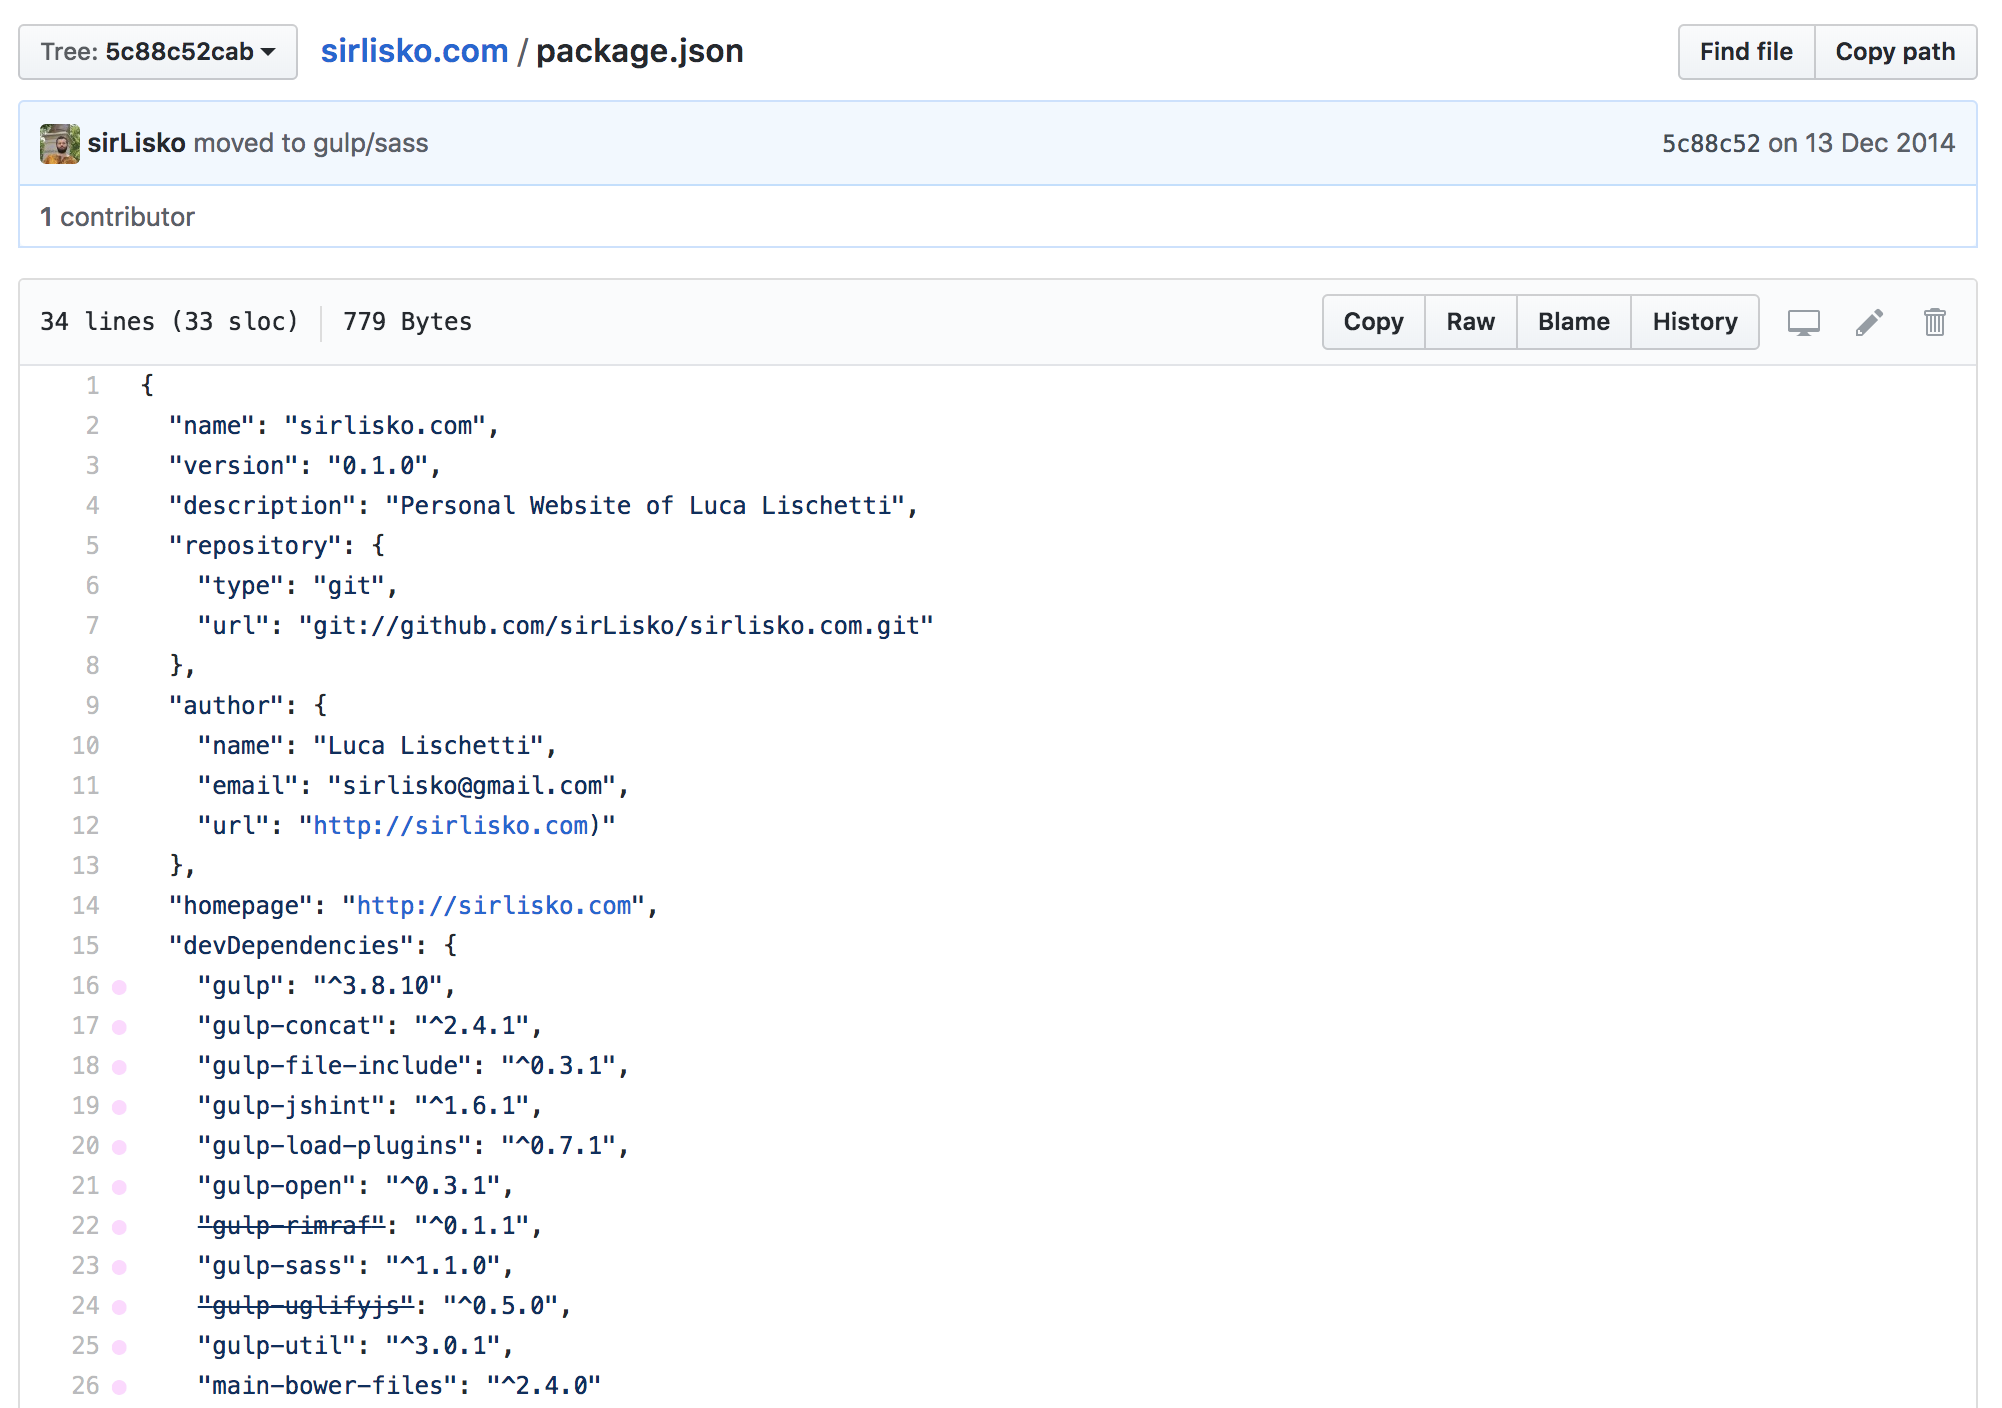 Tree: 5c88c52cab sirlisko.com / package.json Find file Copy path
sirLisko moved to gulp/sass 5c88c52 on 13 Dec 2014
1 contributor
34 lines (33 sloc) 779 Bytes Copy Raw Blame History
1 {
2 "name": "sirlisko.com",
3 "version": "0.1.0",
4 "description": "Personal Website of Luca Lischetti",
5 "repository": {
6 "type": "git",
7 "url": "git://github.com/sirLisko/sirlisko.com.git"
8 },
9 "author": {
10 "name": "Luca Lischetti",
11 "email": "sirlisko@gmail.com",
12 "url": "http://sirlisko.com)"
13 },
14 "homepage": "http://sirlisko.com",
15 "devDependencies": {
16 "gulp": "^3.8.10",
17 "gulp-concat": "^2.4.1",
18 "gulp-file-include": "^0.3.1",
19 "gulp-jshint": "^1.6.1",
20 "gulp-load-plugins": "^0.7.1",
21 "gulp-open": "^0.3.1",
22 "gulp-rimraf": "^0.1.1",
23 "gulp-sass": "^1.1.0",
24 "gulp-uglifyjs": "^0.5.0",
25 "gulp-util": "^3.0.1",
26 "main-bower-files": "^2.4.0"